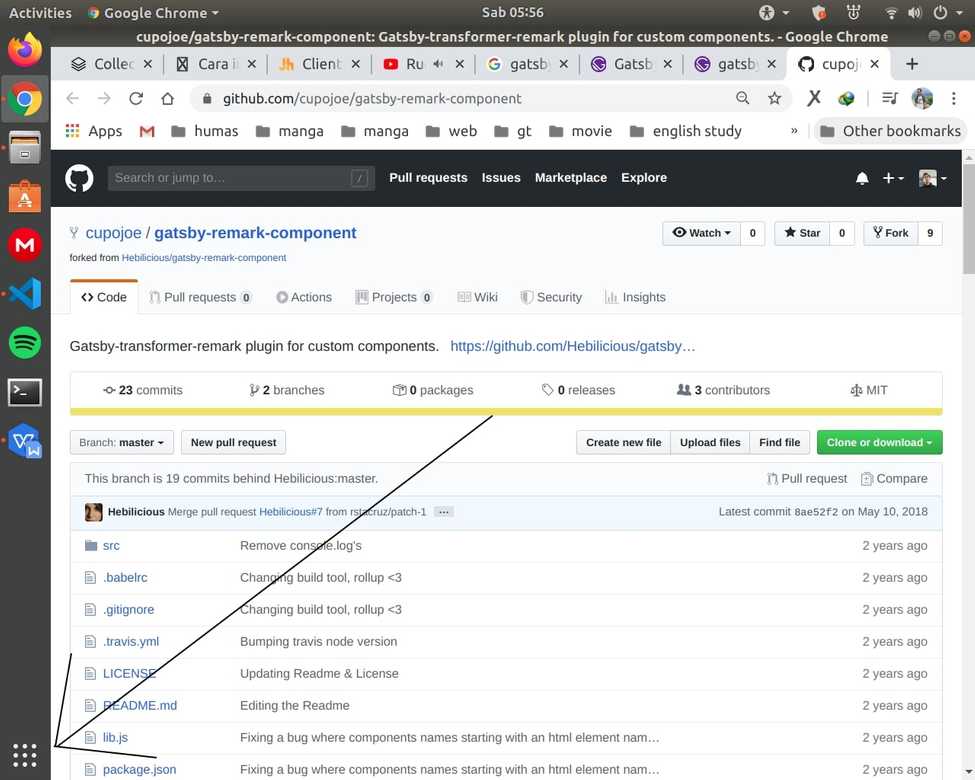 Activities Google Chrome Sab 05:56
cupojoe/gatsby-remark-component: Gatsby-transformer-remark plugin for custom components. - Google Chrome
Collec Cara i Client Ru gatsb Gatsb gatsby cupoj
github.com/cupojoe/gatsby-remark-component
Apps humas manga manga web gt movie english study » Other bookmarks
Search or jump to… / Pull requests Issues Marketplace Explore
cupojoe / gatsby-remark-component Watch 0 Star 0 Fork 9
forked from Hebilicious/gatsby-remark-component
Code Pull requests 0 Actions Projects 0 Wiki Security Insights
Gatsby-transformer-remark plugin for custom components. https://github.com/Hebilicious/gatsby…
23 commits 2 branches 0 packages 0 releases 3 contributors MIT
Branch: master New pull request Create new file Upload files Find file Clone or download
This branch is 19 commits behind Hebilicious:master. Pull request Compare
Hebilicious Merge pull request Hebilicious#7 from rstacruz/patch-1 … Latest commit 8ae52f2 on May 10, 2018
src Remove console.log's 2 years ago
.babelrc Changing build tool, rollup <3 2 years ago
.gitignore Changing build tool, rollup <3 2 years ago
.travis.yml Bumping travis node version 2 years ago
LICENSE Updating Readme & License 2 years ago
README.md Editing the Readme 2 years ago
lib.js Fixing a bug where components names starting with an html element nam… 2 years ago
package.json Fixing a bug where components names starting with an html element nam… 2 years ago